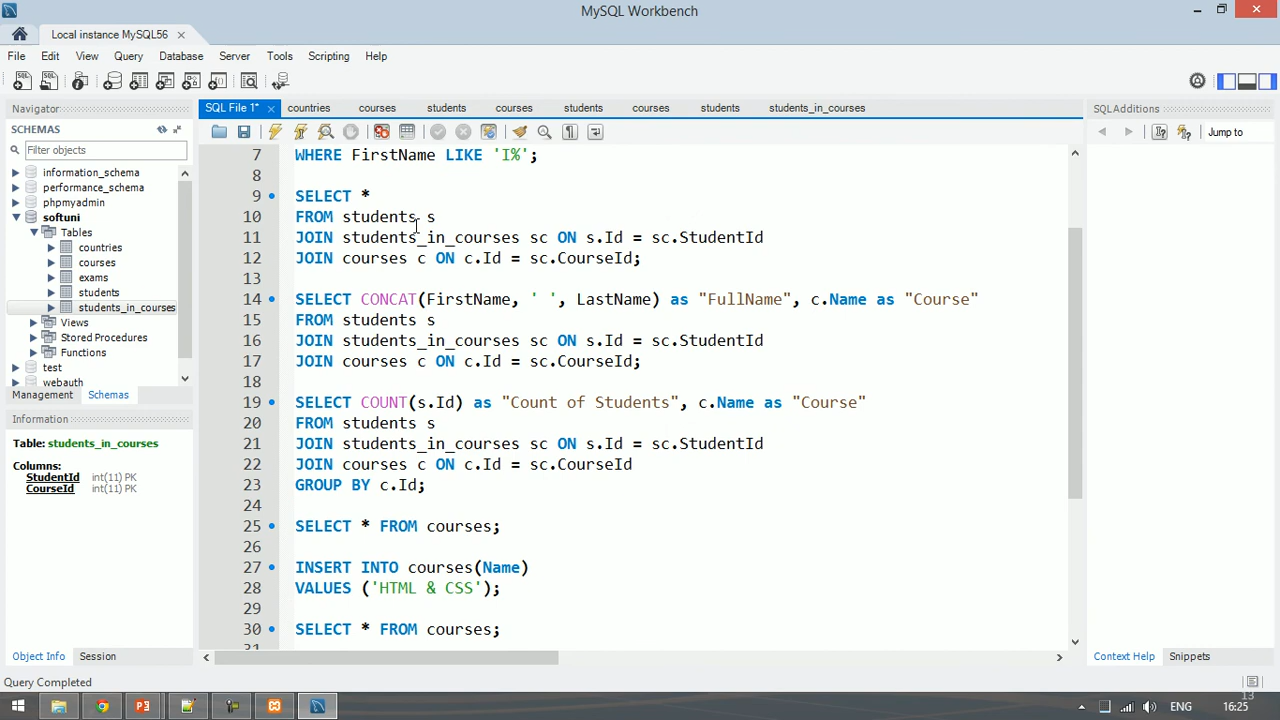 MySQL Workbench
Local instance MySQL56
File Edit View Query Database Server Tools Scripting Help
Navigator
SQL File 1* countries courses students courses students courses students students_in_courses
SQL Additions
SCHEMAS
Jump to
Filter objects
information_schema
performance_schema
phpmyadmin
softuni
Tables
countries
courses
exams
students
students_in_courses
Views
Stored Procedures
Functions
test
webauth
Management Schemas
Information
Table: students_in_courses
Columns:
StudentId int(11) PK
CourseId int(11) PK
Object Info Session
7 WHERE FirstName LIKE 'I%';
8
9 SELECT *
10 FROM students s
11 JOIN students_in_courses sc ON s.Id = sc.StudentId
12 JOIN courses c ON c.Id = sc.CourseId;
13
14 SELECT CONCAT(FirstName, ' ', LastName) as "FullName", c.Name as "Course"
15 FROM students s
16 JOIN students_in_courses sc ON s.Id = sc.StudentId
17 JOIN courses c ON c.Id = sc.CourseId;
18
19 SELECT COUNT(s.Id) as "Count of Students", c.Name as "Course"
20 FROM students s
21 JOIN students_in_courses sc ON s.Id = sc.StudentId
22 JOIN courses c ON c.Id = sc.CourseId
23 GROUP BY c.Id;
24
25 SELECT * FROM courses;
26
27 INSERT INTO courses(Name)
28 VALUES ('HTML & CSS');
29
30 SELECT * FROM courses;
31
Context Help Snippets
Query Completed
13
ENG 16:25